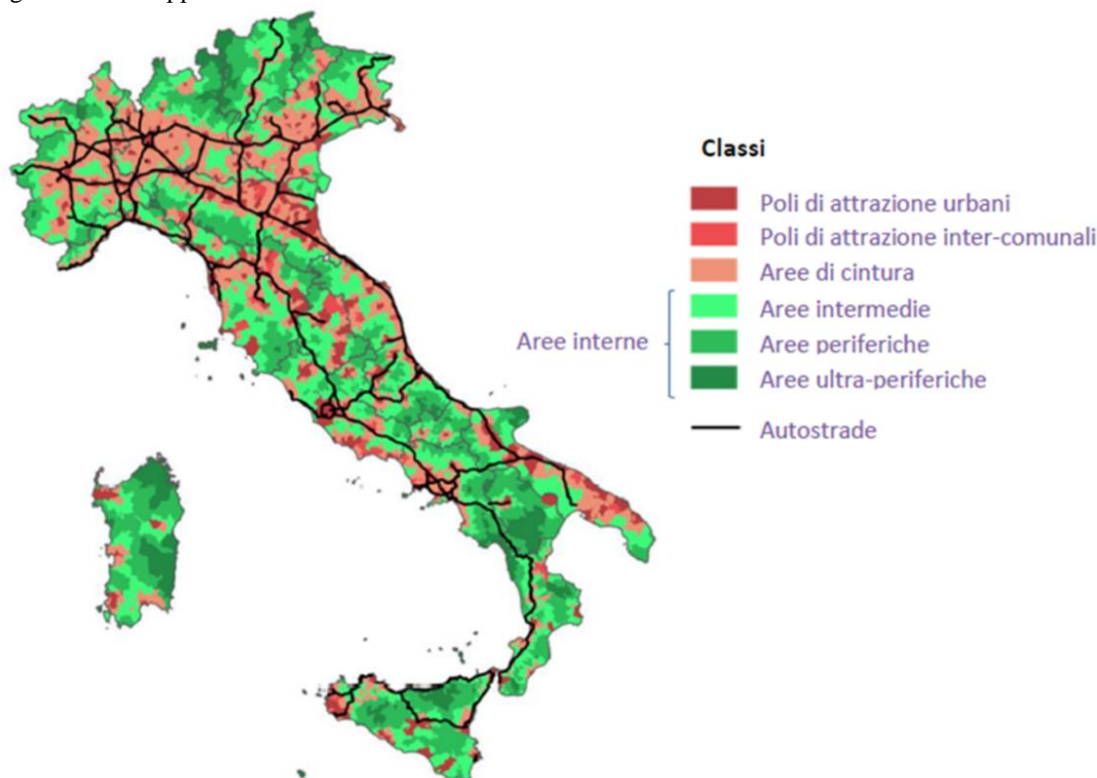 Classi
Poli di attrazione urbani
Poli di attrazione inter-comunali
Aree di cintura
Aree intermedie
Aree interne
Aree periferiche
Aree ultra-periferiche
Autostrade